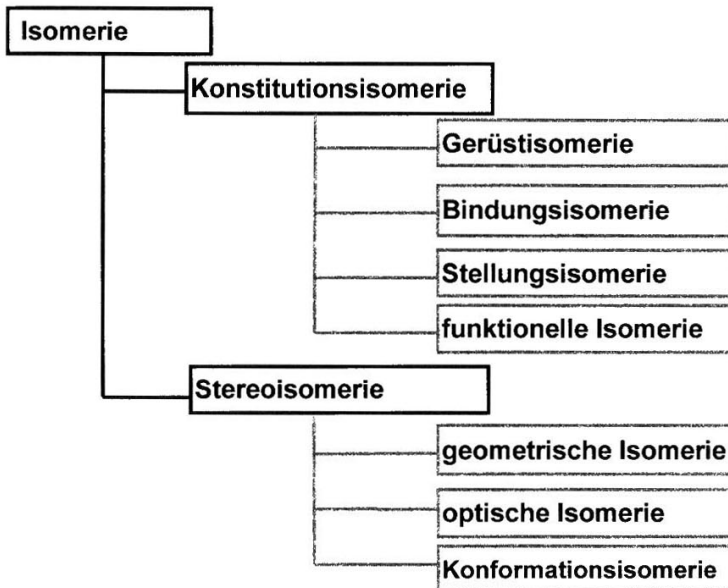 Isomerie
Konstitutionsisomerie
Gerüstisomerie
Bindungsisomerie
Stellungsisomerie
funktionelle Isomerie
Stereoisomerie
geometrische Isomerie
optische Isomerie
Konformationsisomerie